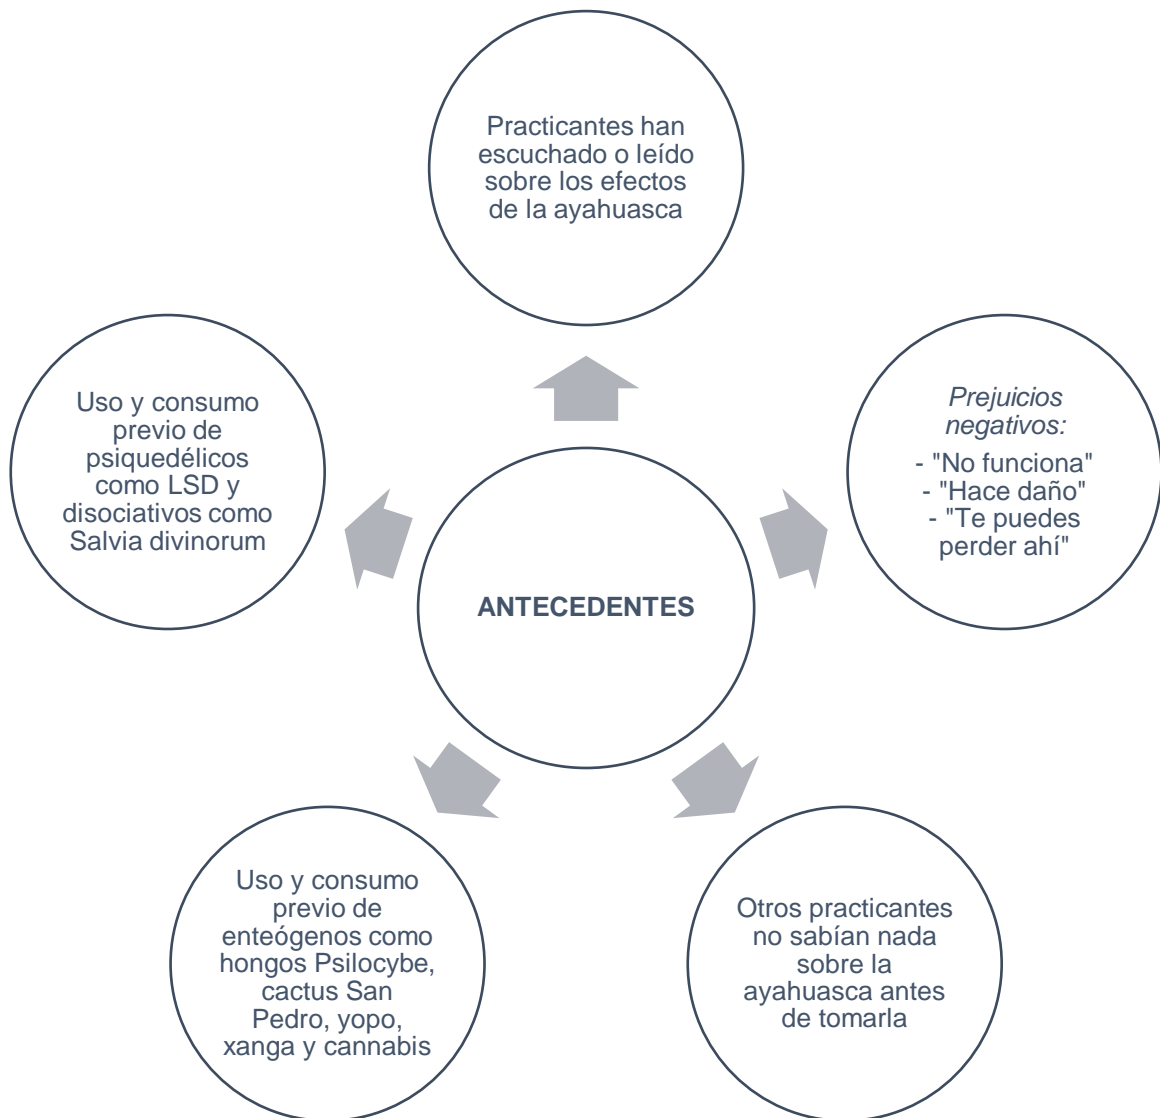 Practicantes han
escuchado o leído
sobre los efectos
de la ayahuasca
Uso y consumo
previo de
psiquedélicos
como LSD y
disociativos como
Salvia divinorum
Prejuicios
negativos:
- "No funciona"
- "Hace daño"
- "Te puedes
perder ahí"
ANTECEDENTES
Uso y consumo
previo de
enteógenos como
hongos Psilocybe,
cactus San
Pedro, yopo,
xanga y cannabis
Otros practicantes
no sabían nada
sobre la
ayahuasca antes
de tomarla